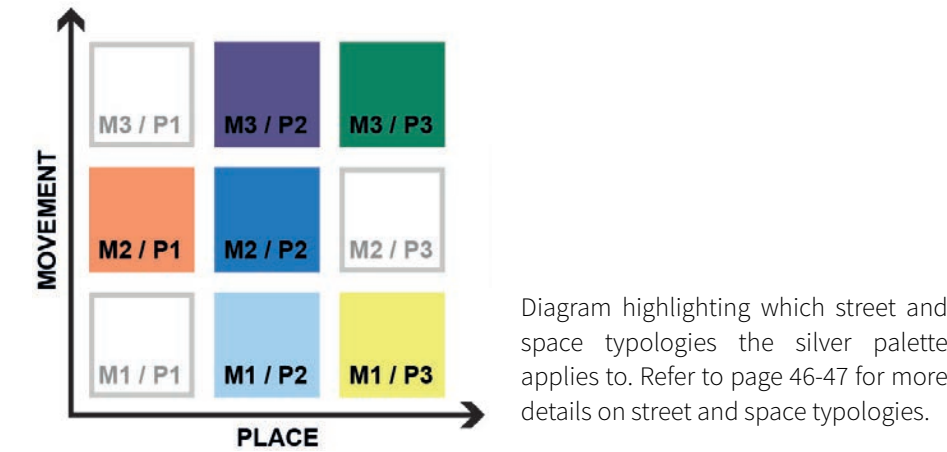 M3 / P1
M3 / P2
M3 / P3
MOVEMENT
M2 / P1
M2 / P2
M2 / P3
M1 / P1
M1 / P2
M1 / P3
PLACE
Diagram highlighting which street and
space typologies the silver palette
applies to. Refer to page 46-47 for more
details on street and space typologies.